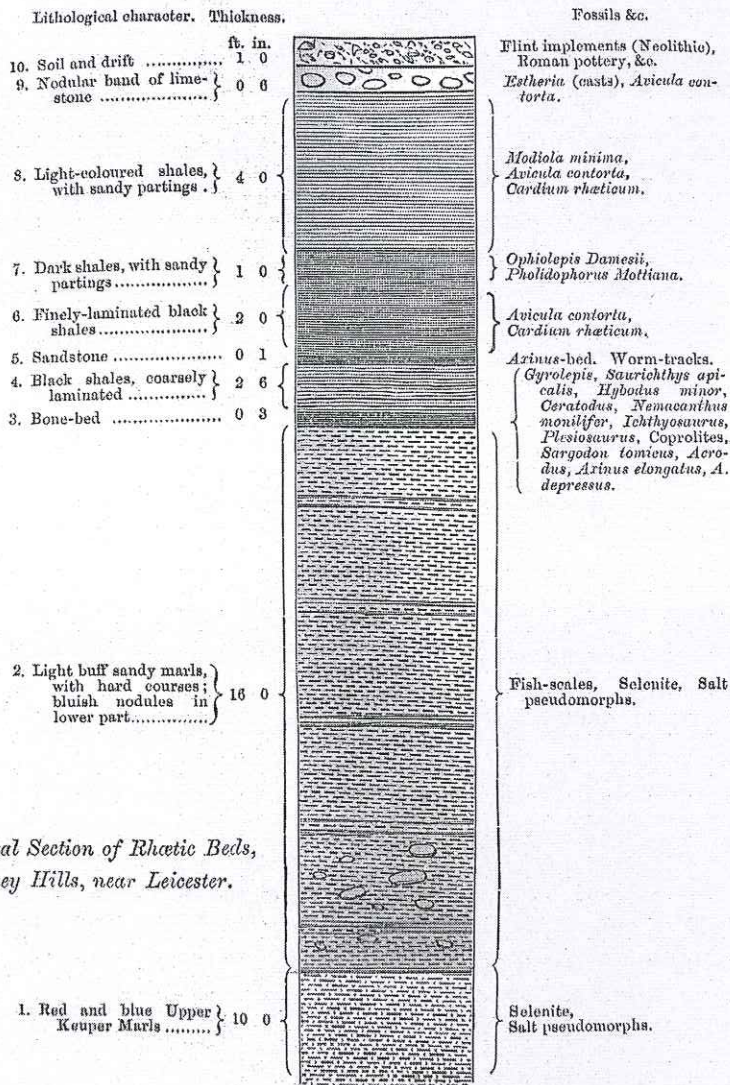 Lithological character. Thickness.
Fossils &c.
ft. in.
10. Soil and drift .............. 1 0
Flint implements (Neolithic),
Roman pottery, &c.
9. Nodular band of lime-
stone .................. 0 6
Estheria (casts), Avicula con-
torta.
8. Light-coloured shales,
with sandy partings . 4 0
Modiola minima,
Avicula contorta,
Cardium rhæticum.
7. Dark shales, with sandy
partings ............... 1 0
Ophiolepis Damesii,
Pholidophorus Mottiana.
6. Finely-laminated black
shales .................. 2 0
Avicula contorta,
Cardium rhæticum.
5. Sandstone .................. 0 1
Axinus-bed. Worm-tracks.
4. Black shales, coarsely
laminated ............. 2 6
3. Bone-bed .................. 0 3
Gyrolepis, Saurichthys api-
calis, Hybodus minor,
Ceratodus, Nemacanthus
monilifer, Ichthyosaurus,
Plesiosaurus, Coprolites,
Sargodon tomicus, Acro-
dus, Axinus elongatus, A.
depressus.
2. Light buff sandy marls,
with hard courses;
bluish nodules in
lower part............... 16 0
Fish-scales, Selenite, Salt
pseudomorphs.
al Section of Rhætic Beds,
ey Hills, near Leicester.
1. Red and blue Upper
Keuper Marls ......... 10 0
Selenite,
Salt pseudomorphs.